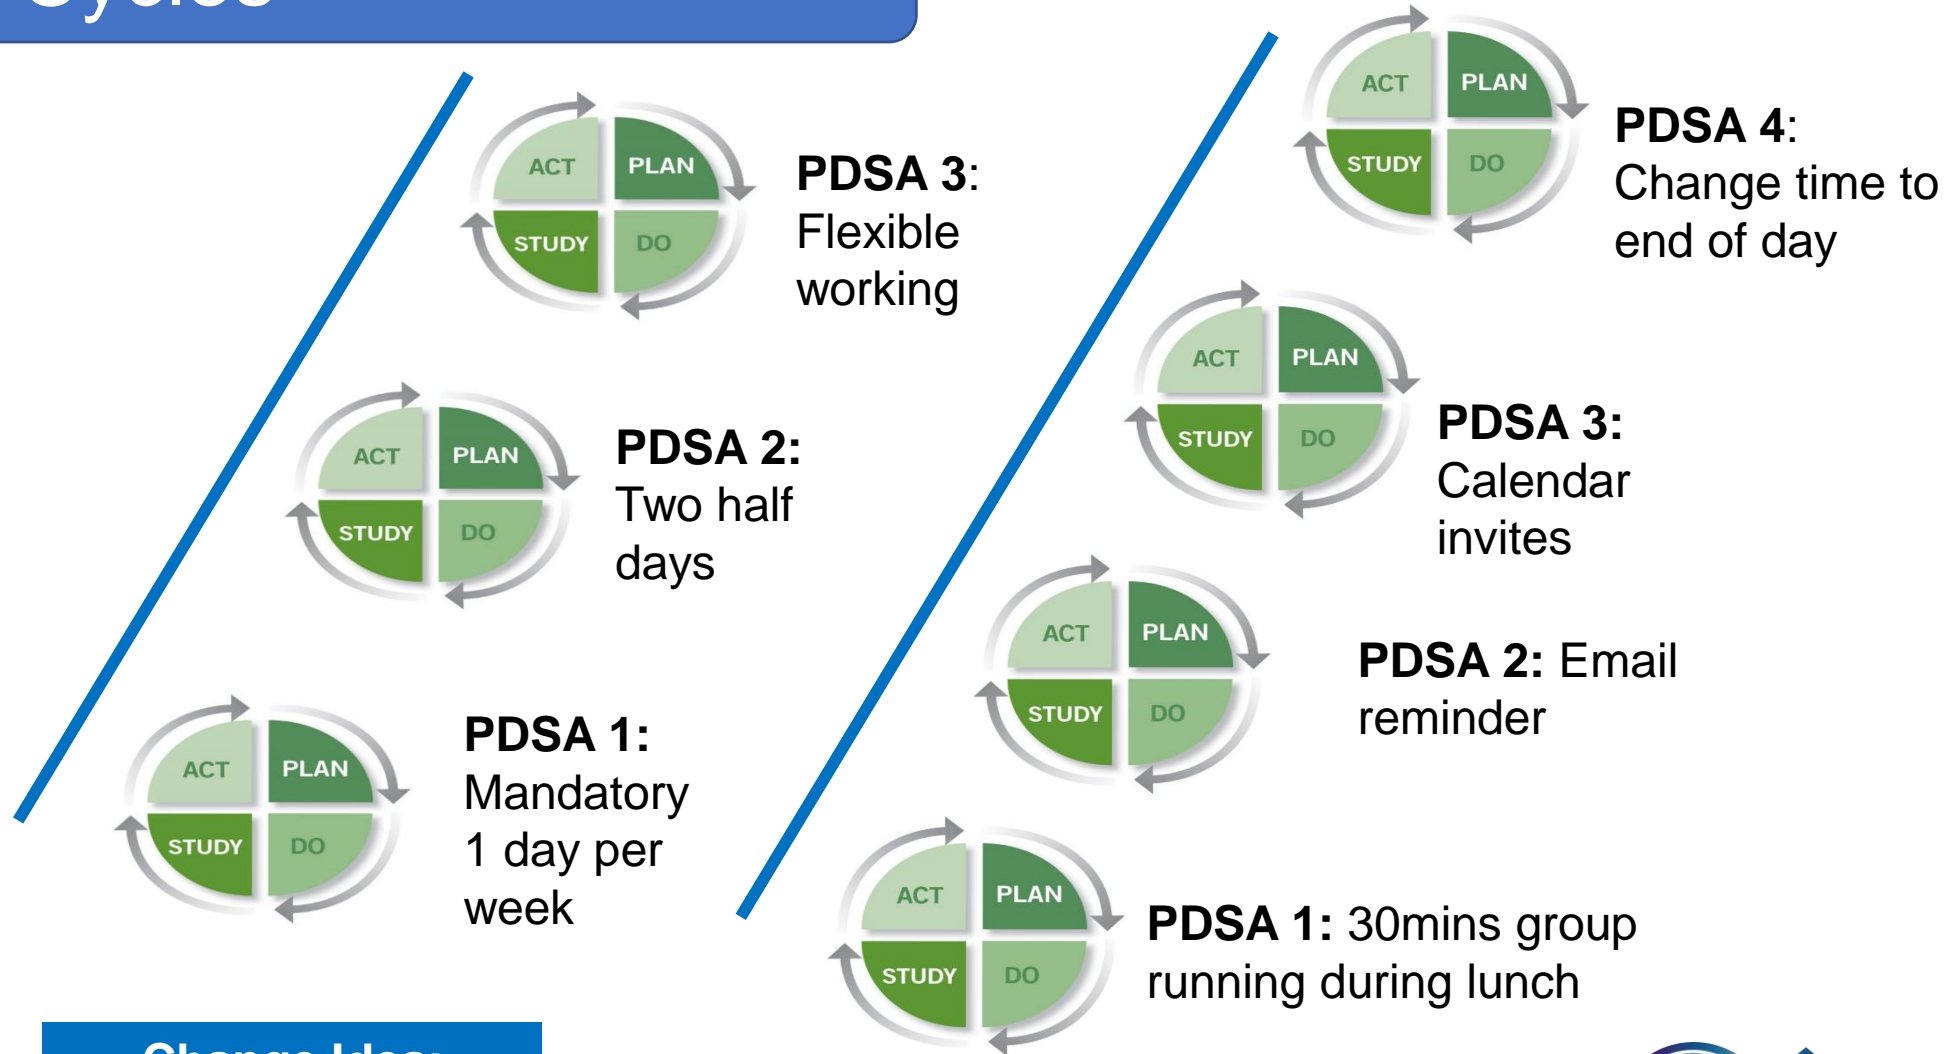 Cycles
ACT PLAN
STUDY DO
PDSA 3:
Flexible
working
ACT PLAN
STUDY DO
PDSA 2:
Two half
days
ACT PLAN
STUDY DO
PDSA 1:
Mandatory
1 day per
week
ACT PLAN
STUDY DO
PDSA 4:
Change time to
end of day
ACT PLAN
STUDY DO
PDSA 3:
Calendar
invites
ACT PLAN
STUDY DO
PDSA 2: Email
reminder
ACT PLAN
STUDY DO
PDSA 1: 30mins group
running during lunch
Change Idea: